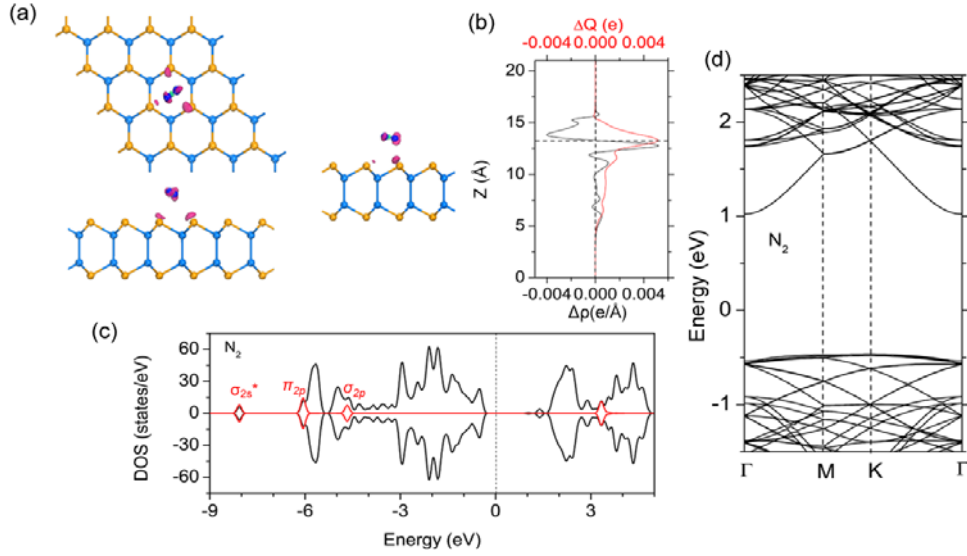 (a)
(b)
ΔQ (e)
-0.004 0.000 0.004
20
15
10
5
0
Z (Å)
-0.004 0.000 0.004
Δρ(e/Å)
(c)
N2
σ2s*
π2p
σ2p
60
30
0
-30
-60
DOS (states/eV)
-9 -6 -3 0 3
Energy (eV)
(d)
N2
2
1
0
-1
Energy (eV)
Γ M K Γ